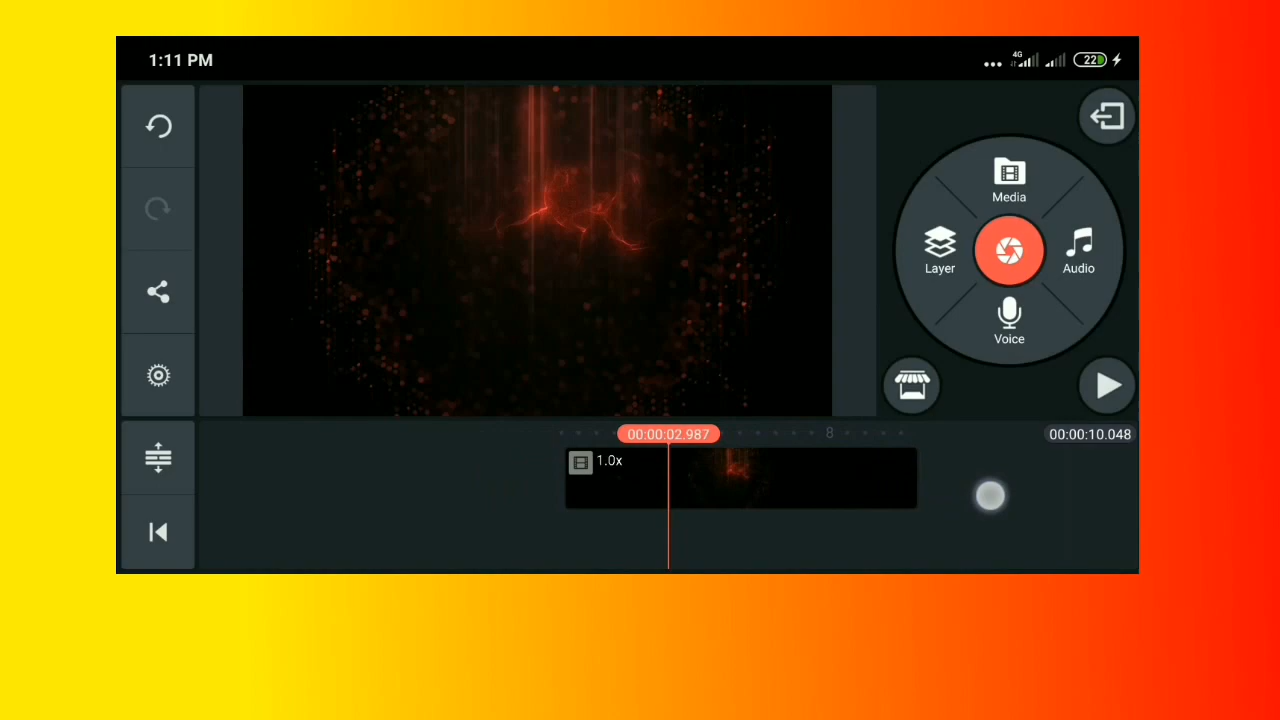 1:11 PM
4G
22
Media
Layer
Audio
Voice
00:00:02.987
8
00:00:10.048
1.0x